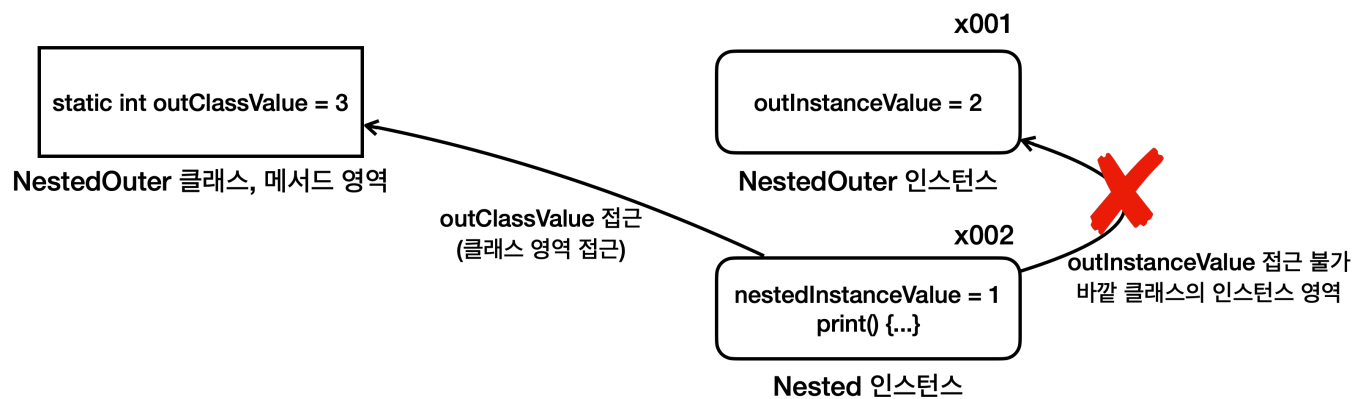 static int outClassValue = 3
NestedOuter 클래스, 메서드 영역
x001
outInstanceValue = 2
NestedOuter 인스턴스
outClassValue 접근
(클래스 영역 접근)
x002
outInstanceValue 접근 불가
바깥 클래스의 인스턴스 영역
nestedInstanceValue = 1
print() {...}
Nested 인스턴스